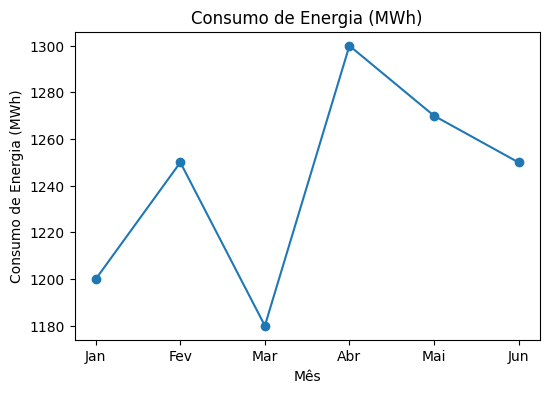 Consumo de Energia (MWh)
Consumo de Energia (MWh)
1300
1280
1260
1240
1220
1200
1180
Jan Fev Mar Abr Mai Jun
Mês